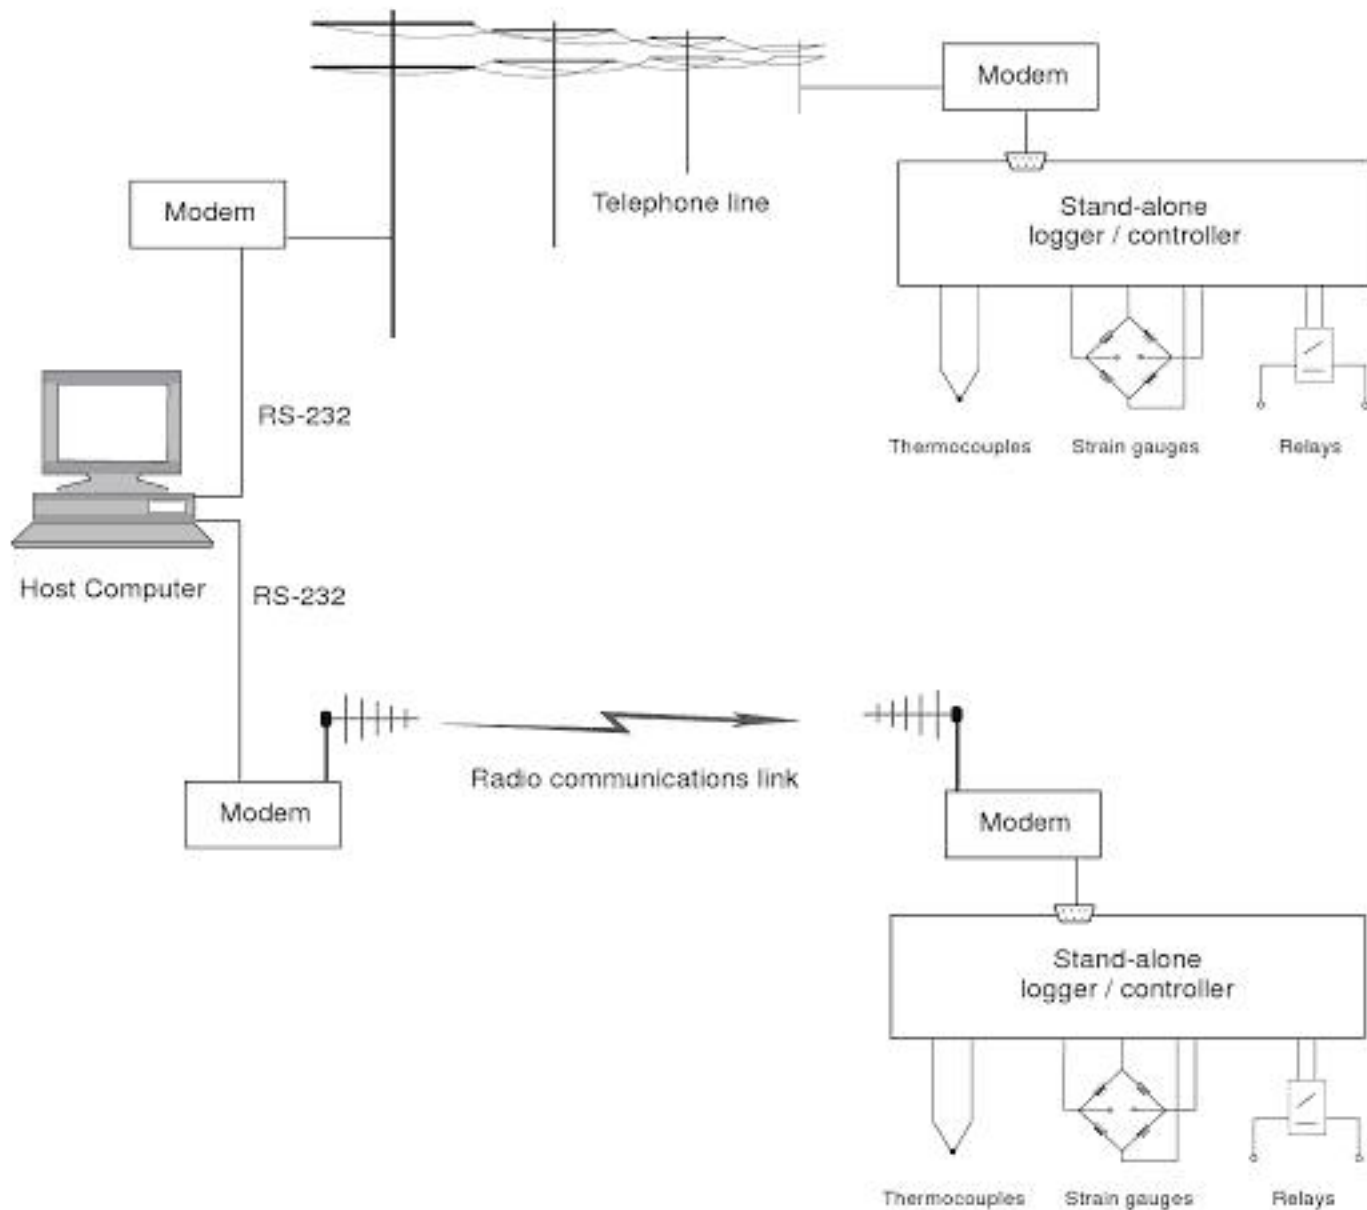 Modem
Modem
Telephone line
Stand-alone
logger / controller
RS-232
Thermocouples
Strain gauges
Relays
Host Computer
RS-232
Radio communications link
Modem
Modem
Stand-alone
logger / controller
Thermocouples
Strain gauges
Relays